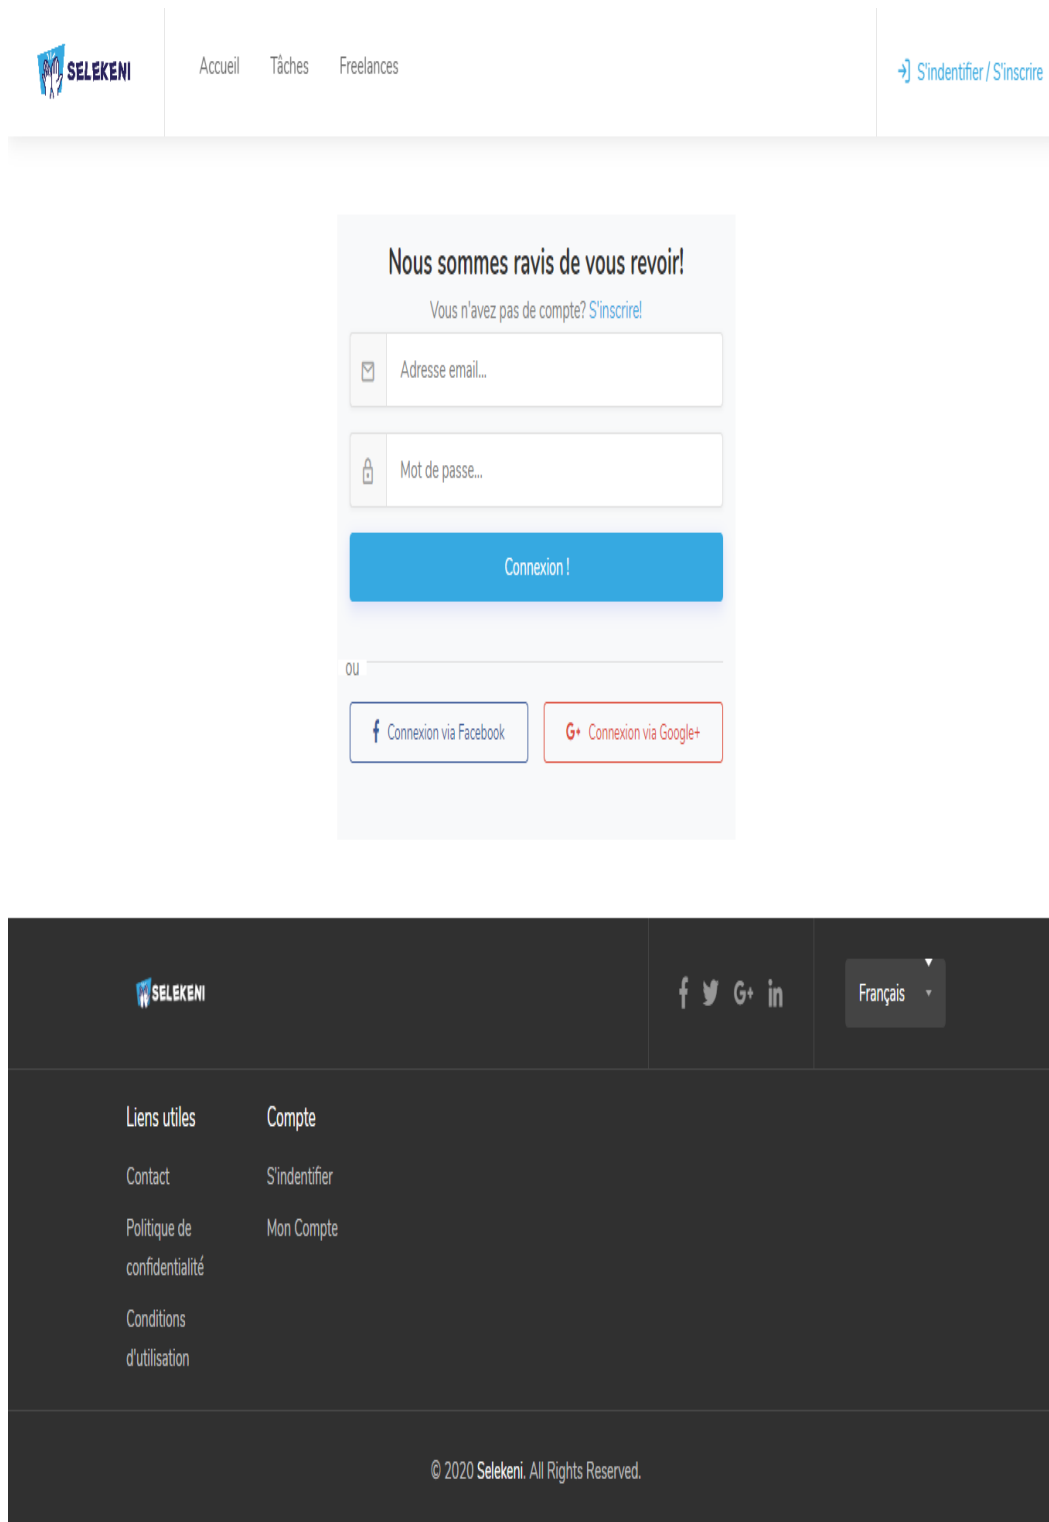 SELEKENI
Accueil Tâches Freelances
S'indentifier / S'inscrire
Nous sommes ravis de vous revoir!
Vous n'avez pas de compte? S'inscrire!
Adresse email...
Mot de passe...
Connexion !
ou
Connexion via Facebook
G+ Connexion via Google+
SELEKENI
f G+ in
Français
Liens utiles
Contact
Politique de
confidentialité
Conditions
d'utilisation
Compte
S'indentifier
Mon Compte
© 2020 Selekeni. All Rights Reserved.